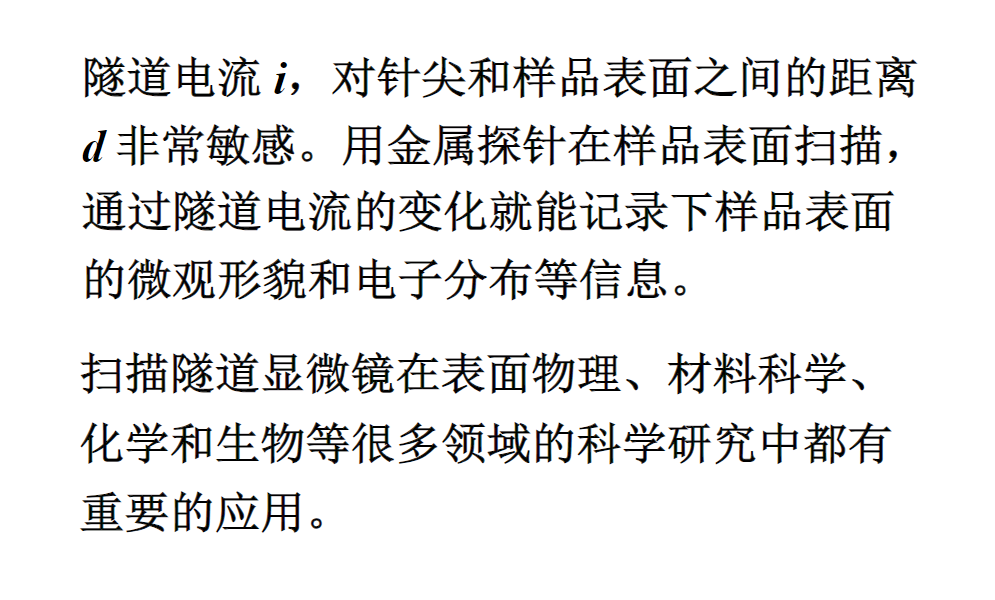 隧道电流 i，对针尖和样品表面之间的距离
d 非常敏感。用金属探针在样品表面扫描，
通过隧道电流的变化就能记录下样品表面
的微观形貌和电子分布等信息。
扫描隧道显微镜在表面物理、材料科学、
化学和生物等很多领域的科学研究中都有
重要的应用。